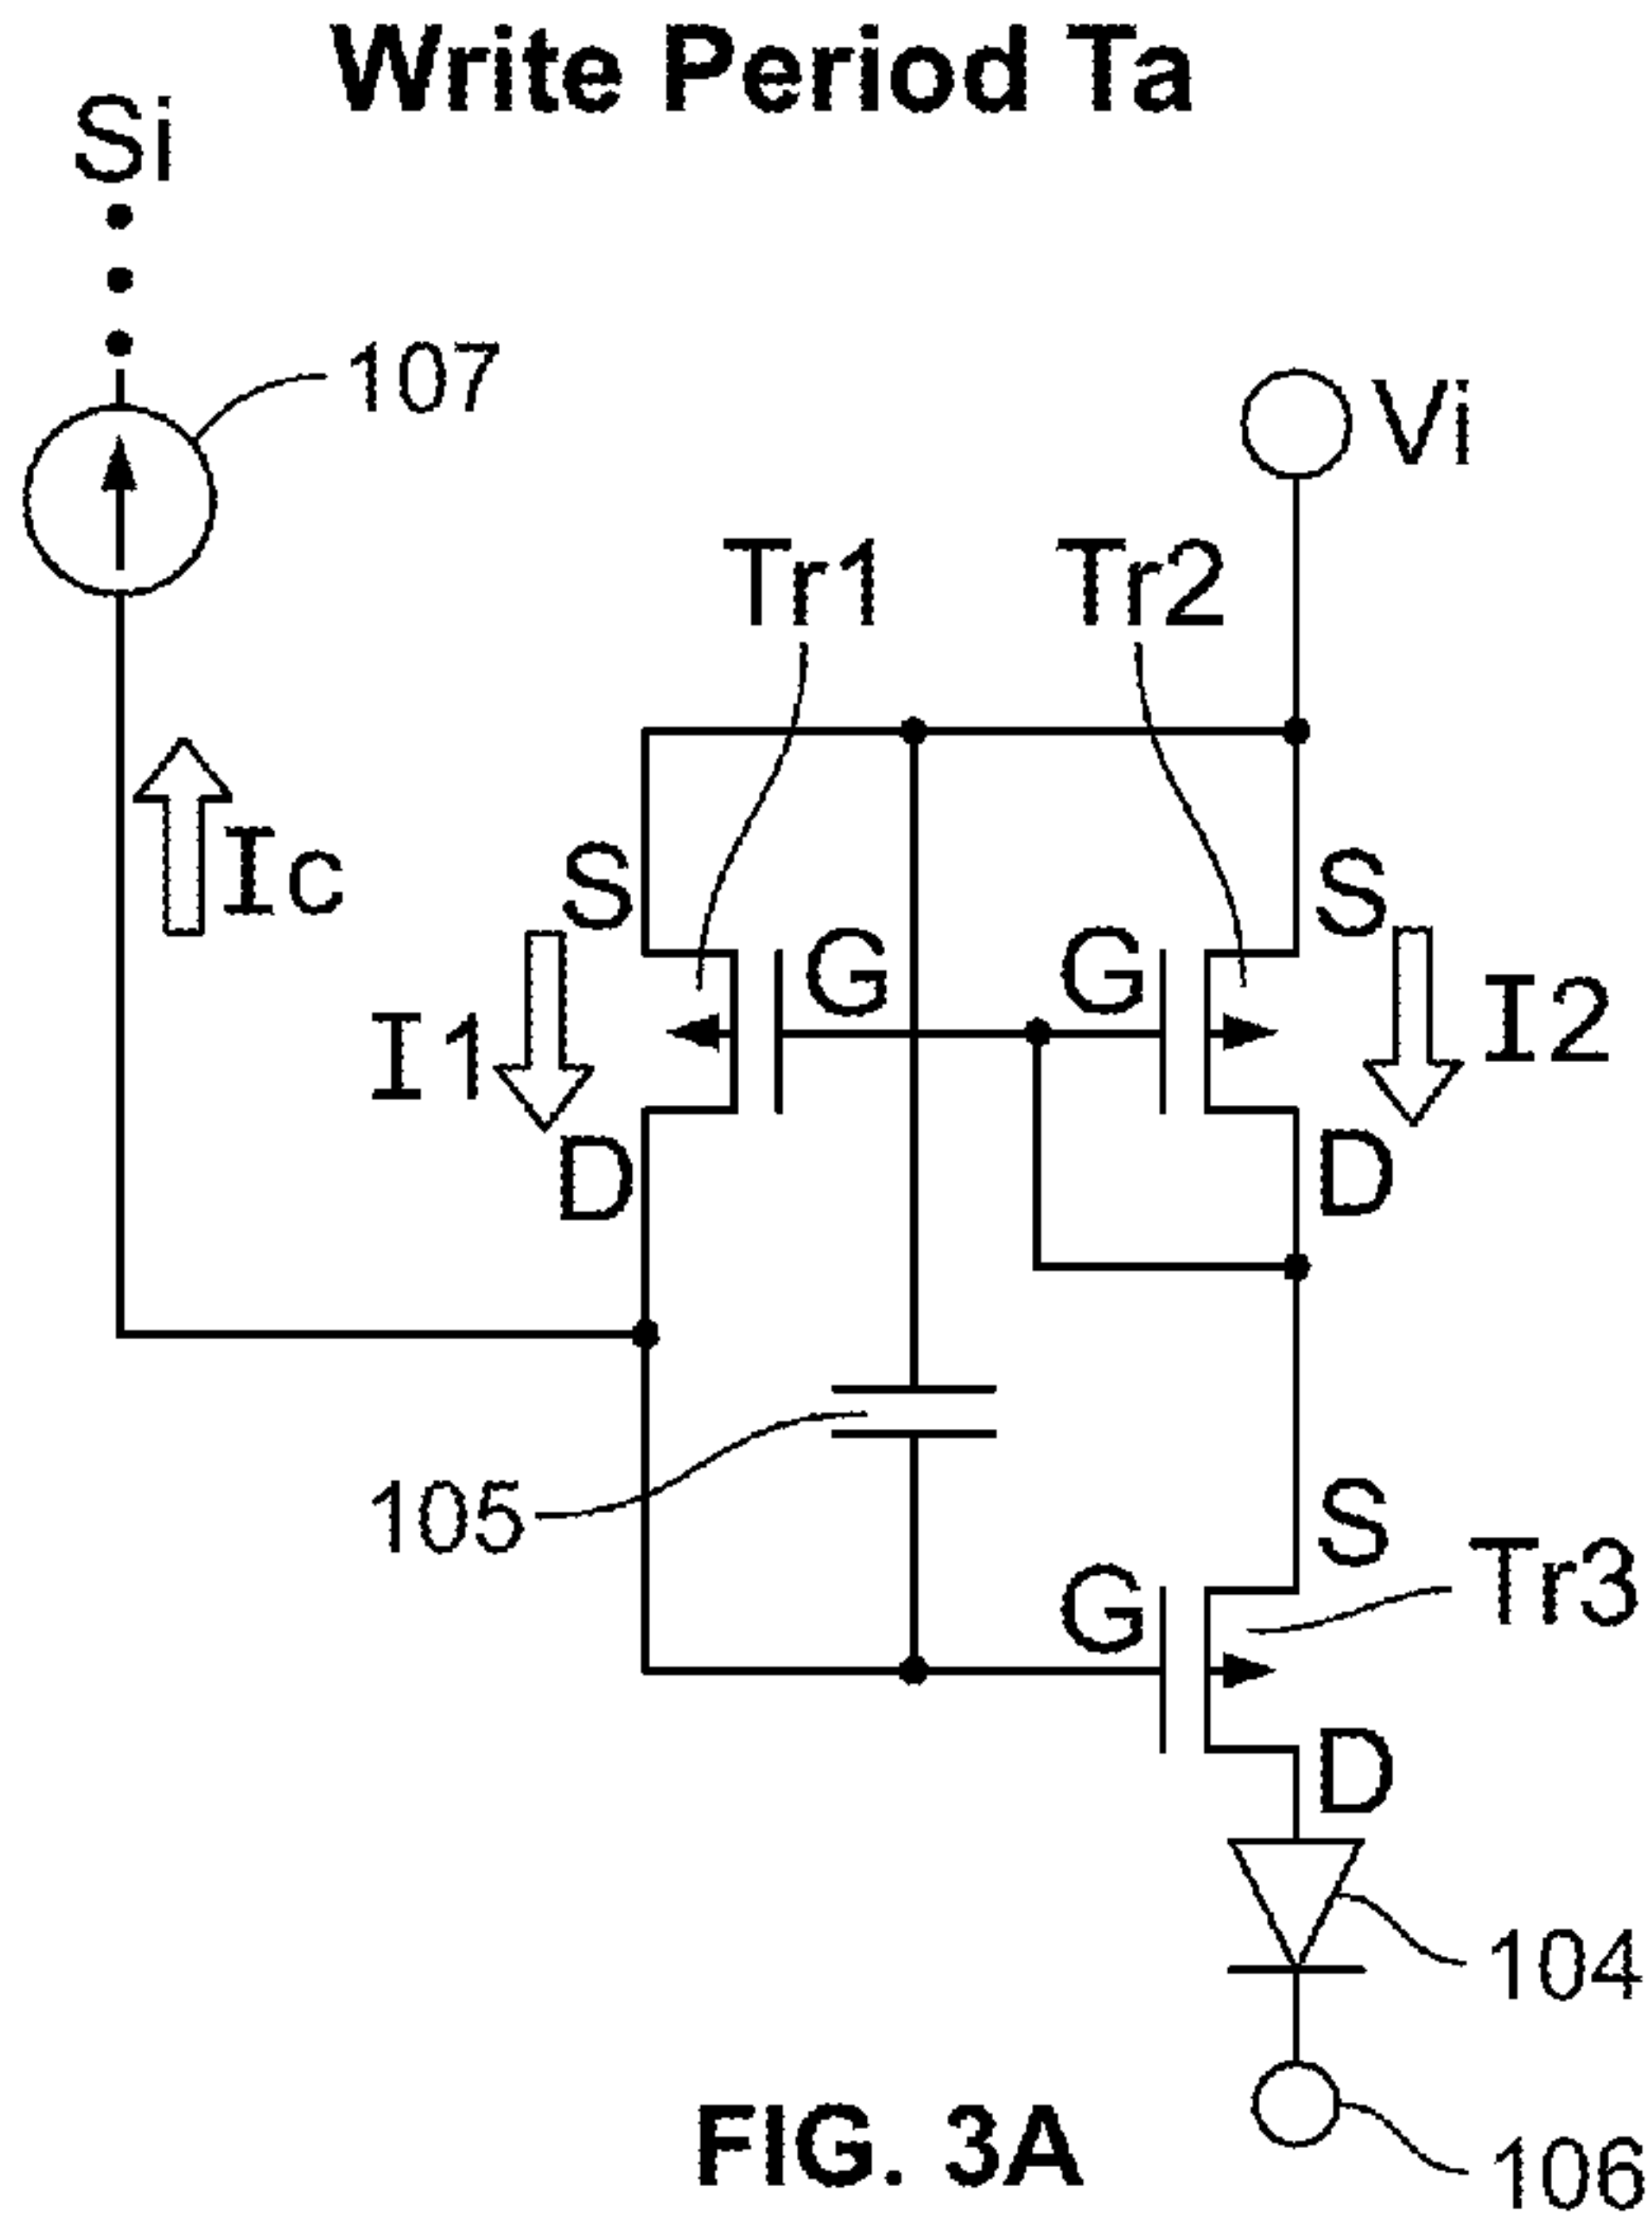 Write Period Ta
Si
107
Vi
Tr1
Tr2
Ic
S
S
G
G
I1
I2
D
D
105
S
Tr3
G
D
104
106
FIG. 3A